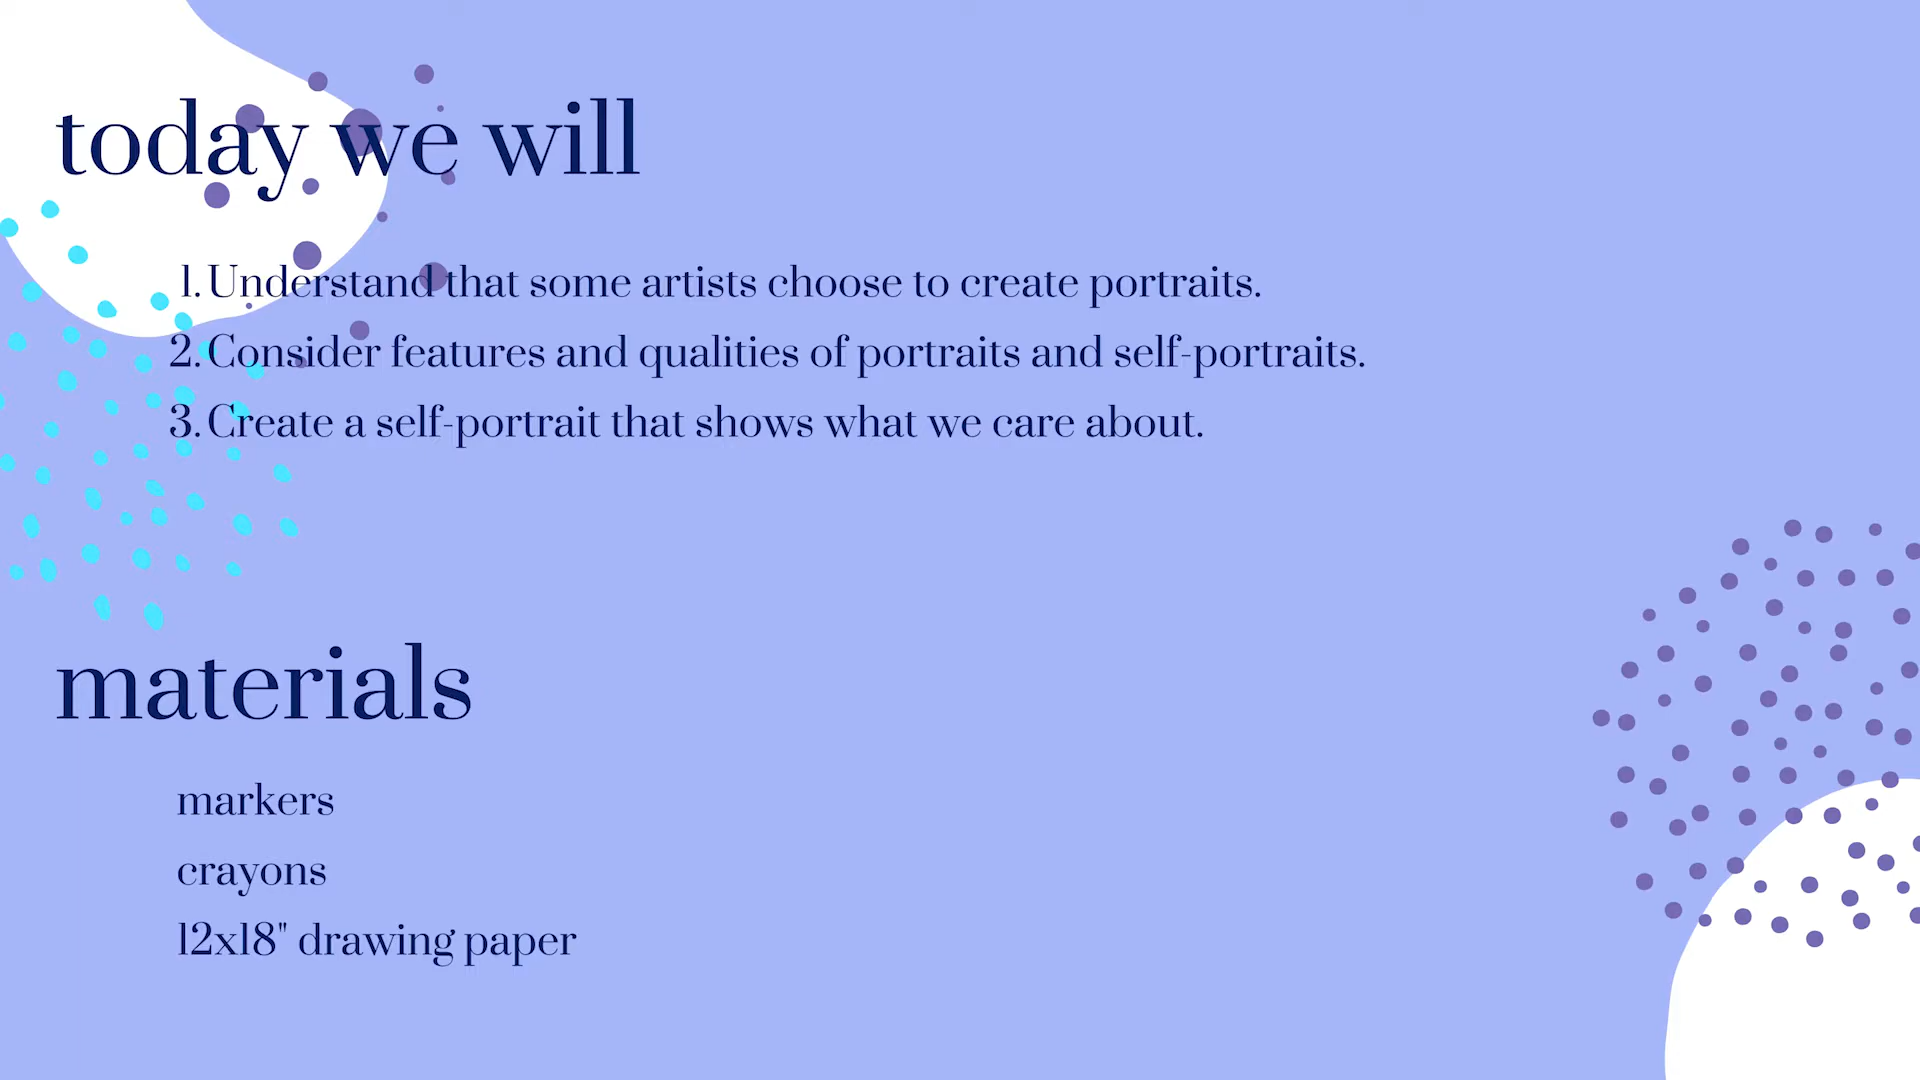 today we will
1. Understand that some artists choose to create portraits.
2. Consider features and qualities of portraits and self-portraits.
3. Create a self-portrait that shows what we care about.
materials
markers
crayons
12x18" drawing paper